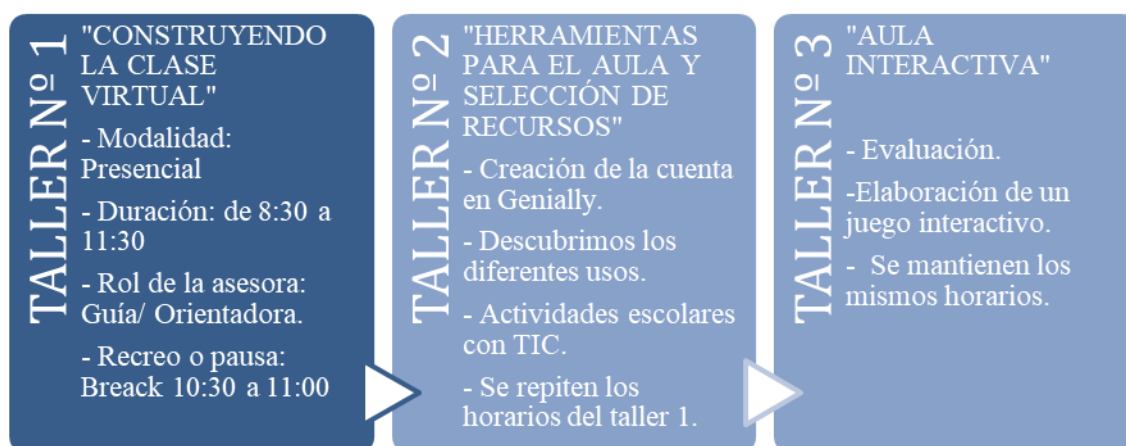 TALLER Nº 1
"CONSTRUYENDO
LA CLASE
VIRTUAL"
- Modalidad:
Presencial
- Duración: de 8:30 a
11:30
- Rol de la asesora:
Guía/ Orientadora.
- Recreo o pausa:
Breack 10:30 a 11:00
TALLER Nº 2
"HERRAMIENTAS
PARA EL AULA Y
SELECCIÓN DE
RECURSOS"
- Creación de la cuenta
en Genially.
- Descubrimos los
diferentes usos.
- Actividades escolares
con TIC.
- Se repiten los
horarios del taller 1.
TALLER Nº 3
"AULA
INTERACTIVA"
- Evaluación.
-Elaboración de un
juego interactivo.
- Se mantienen los
mismos horarios.